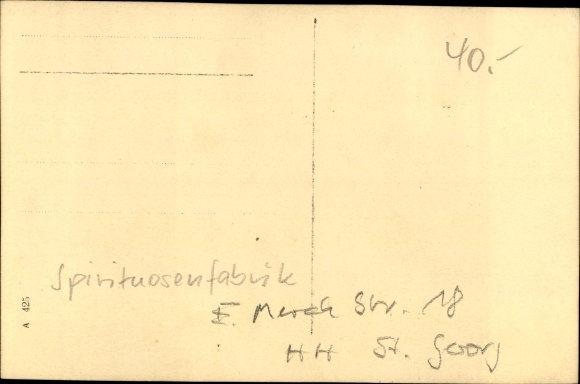 40.-
Spirituosenfabrik
E. Merck Str. 18
HH St. Georg
A 425